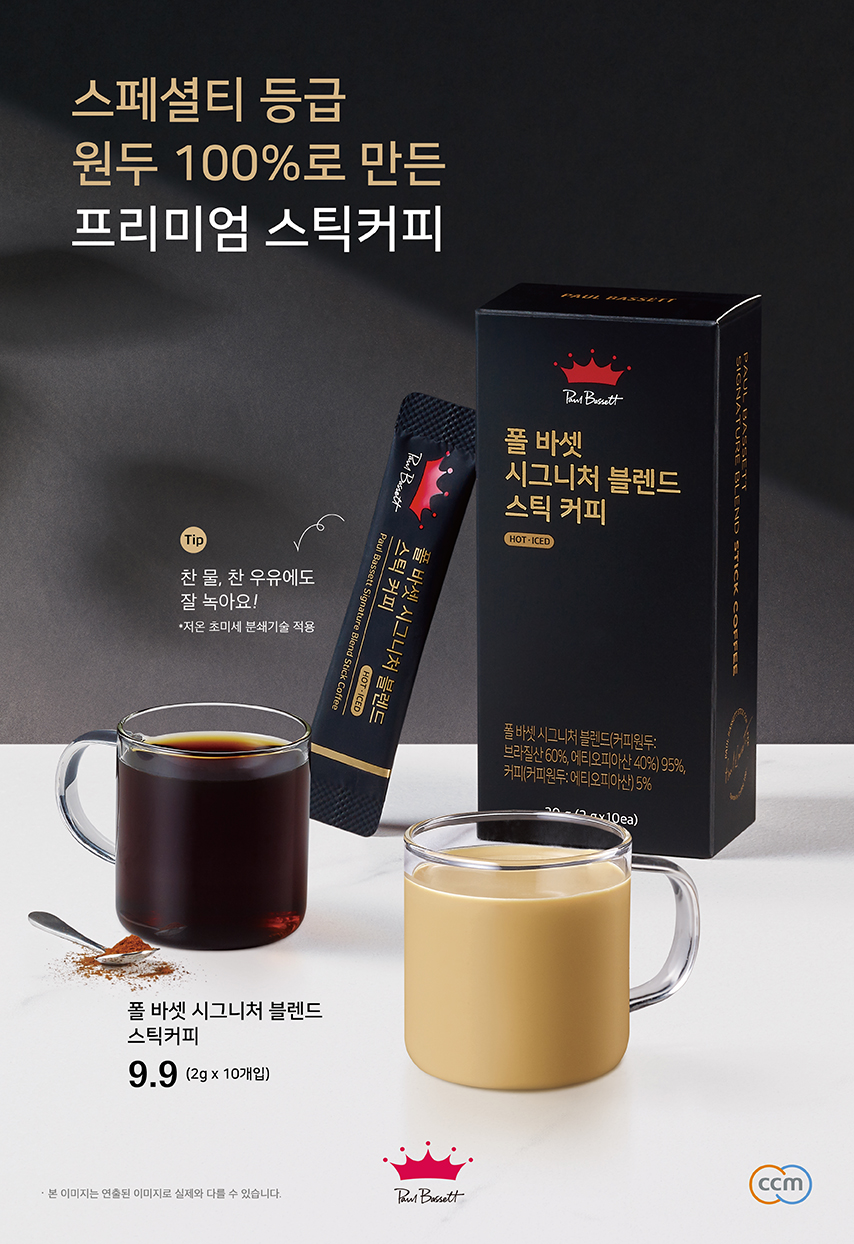 스페셜티 등급
원두 100%로 만든
프리미엄 스틱커피
PAUL BASSETT
Paul Bassett
폴 바셋
시그니처 블렌드
스틱 커피
HOT·ICED
PAUL BASSETT
SIGNATURE BLEND STICK COFFEE
Paul Bassett
폴 바셋 시그니처 블렌드
스틱 커피
HOT·ICED
Paul Bassett Signature Blend Stick Coffee
Tip
찬 물, 찬 우유에도
잘 녹아요!
*저온 초미세 분쇄기술 적용
폴 바셋 시그니처 블렌드(커피원두:
브라질산 60%, 에티오피아산 40%) 95%,
커피(커피원두: 에티오피아산) 5%
20 g (2 g x10ea)
폴 바셋 시그니처 블렌드
스틱커피
9.9 (2g x 10개입)
Paul Bassett
· 본 이미지는 연출된 이미지로 실제와 다를 수 있습니다.
ccm